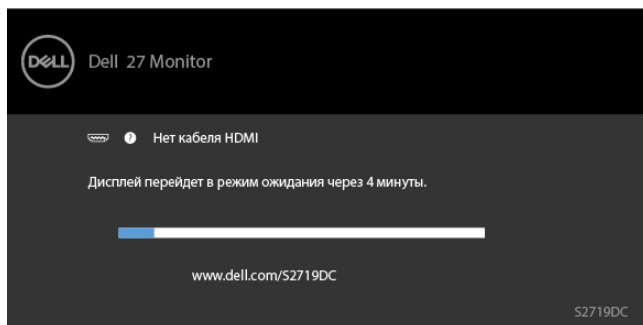 DELL
Dell 27 Monitor
? Нет кабеля HDMI
Дисплей перейдет в режим ожидания через 4 минуты.
www.dell.com/S2719DC
S2719DC